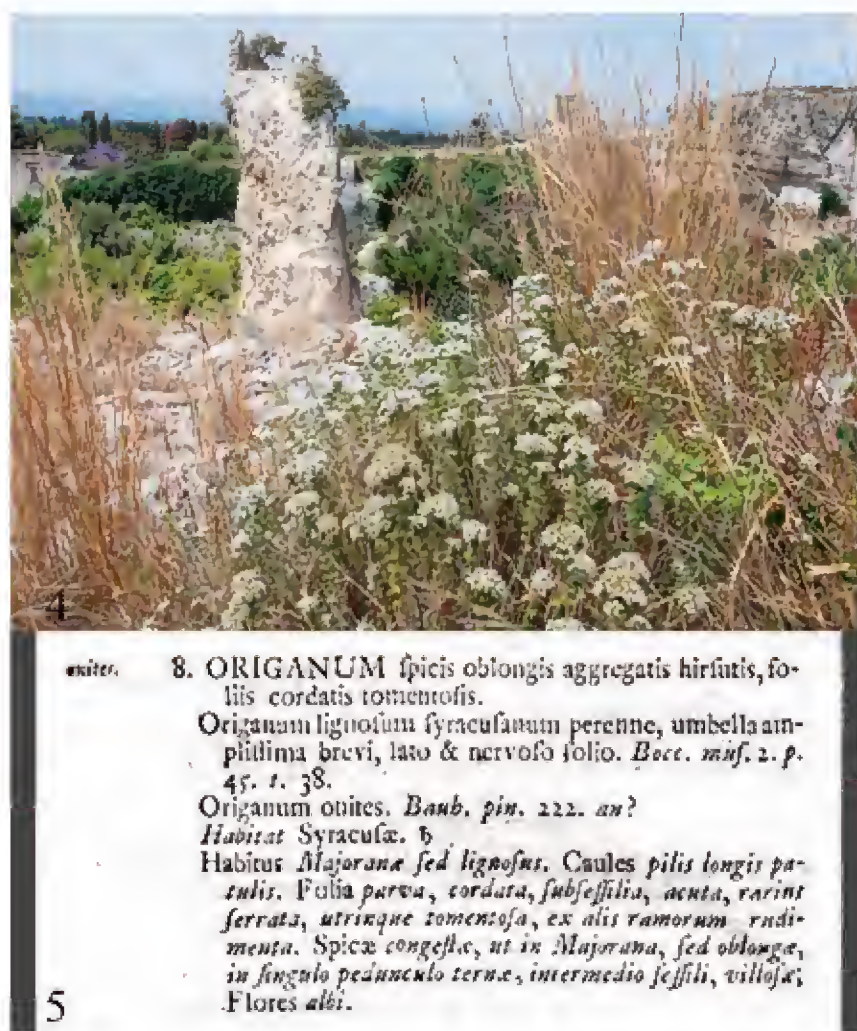 4
onites. 8. ORIGANUM ſpicis oblongis aggregatis hirſutis, fo-
liis cordatis tomentoſis.
Origanum lignoſum ſyracuſanum perenne, umbella am-
pliſſima brevi, lato & nervoſo folio. Bocc. muſ. 2. p.
45. t. 38.
Origanum onites. Bauh. pin. 222. an?
Habitat Syracuſæ. ♄
Habitus Majoranæ ſed lignoſus. Caules pilis longis pa-
tulis. Folia parva, cordata, ſubſeſſilia, acuta, rarius
ſerrata, utrinque tomentoſa, ex alis ramorum rudi-
menta. Spicæ congeſtæ, ut in Majorana, ſed oblongæ,
in ſingulo pedunculo ternæ, intermedio ſeſſili, villoſæ;
Flores albi.
5